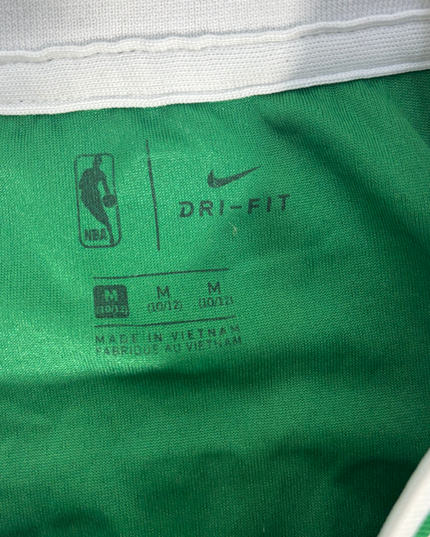 NBA
DRI-FIT
M M M
(10/12) (10/12) (10/12)
MADE IN VIETNAM
FABRIQUÉ AU VIETNAM